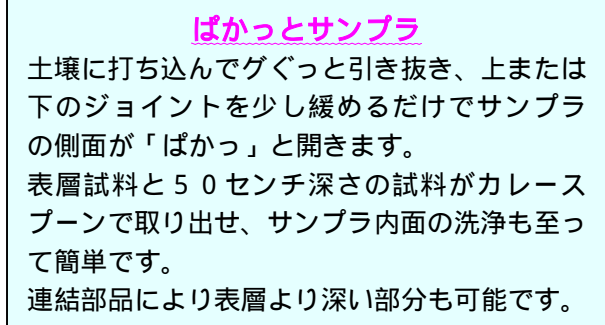 ぱかっとサンプラ
土壌に打ち込んでグぐっと引き抜き、上または
下のジョイントを少し緩めるだけでサンプラ
の側面が「ぱかっ」と開きます。
表層試料と５０センチ深さの試料がカレース
プーンで取り出せ、サンプラ内面の洗浄も至っ
て簡単です。
連結部品により表層より深い部分も可能です。